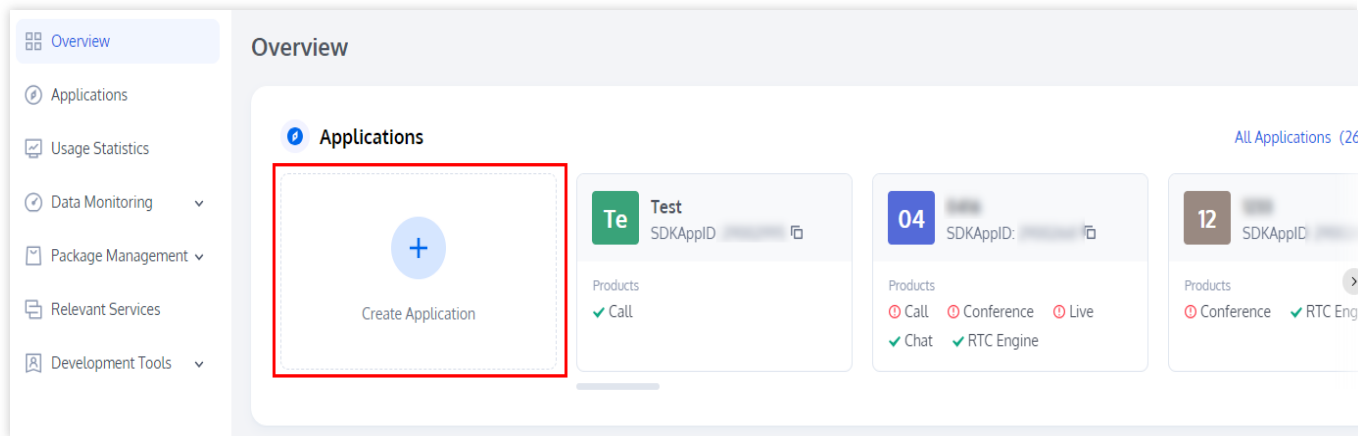 Overview
Applications
Usage Statistics
Data Monitoring
Package Management
Relevant Services
Development Tools
Overview
Applications
All Applications (26
Create Application
Te
Test
SDKAppID
Products
Call
04
SDKAppID:
Products
Call Conference Live
Chat RTC Engine
12
SDKAppID
Products
Conference RTC Eng